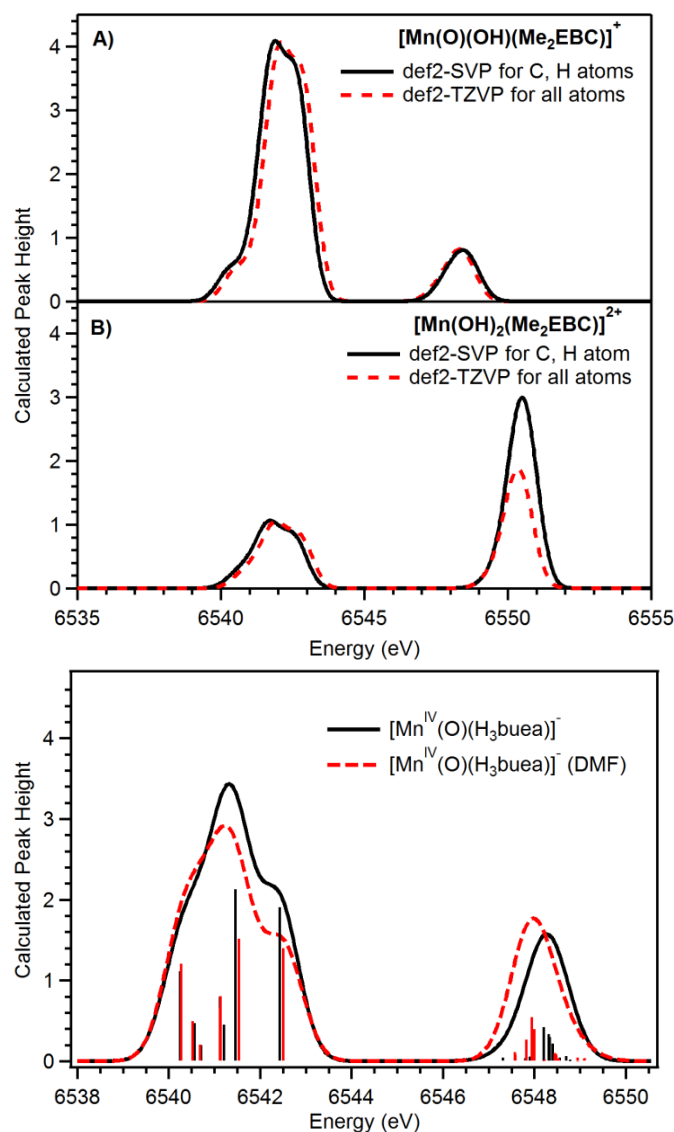 A)
[Mn(O)(OH)(Me₂EBC)]⁺
def2-SVP for C, H atoms
def2-TZVP for all atoms
4
3
2
1
0
B)
[Mn(OH)₂(Me₂EBC)]²⁺
def2-SVP for C, H atom
def2-TZVP for all atoms
4
3
2
1
0
Calculated Peak Height
6535 6540 6545 6550 6555
Energy (eV)
[Mnᴵⱽ(O)(H₃buea)]⁻
[Mnᴵⱽ(O)(H₃buea)]⁻ (DMF)
4
3
2
1
0
Calculated Peak Height
6538 6540 6542 6544 6546 6548 6550
Energy (eV)